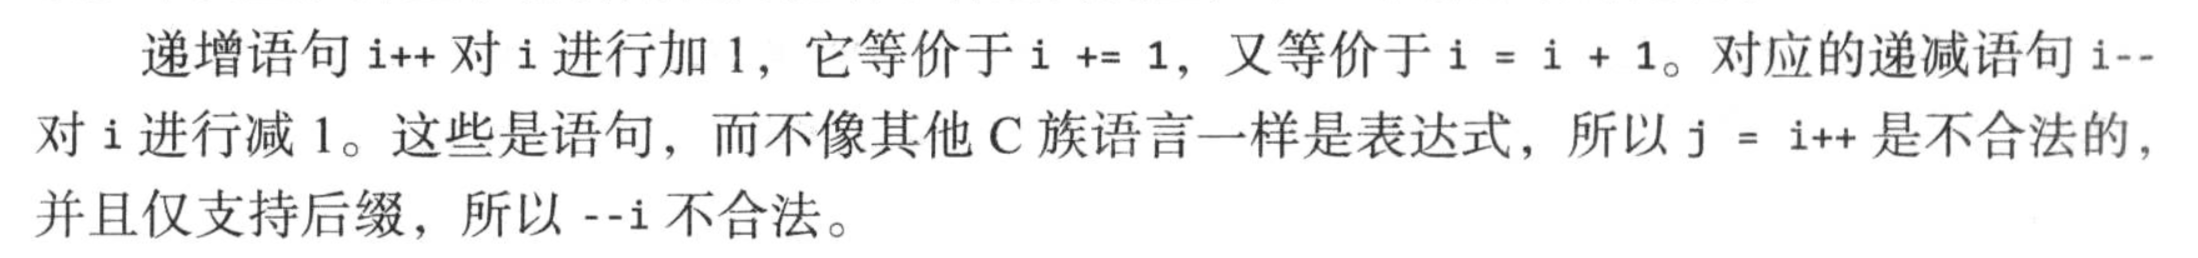 递增语句 i++ 对 i 进行加 1，它等价于 i += 1，又等价于 i = i + 1。对应的递减语句 i--
对 i 进行减 1。这些是语句，而不像其他 C 族语言一样是表达式，所以 j = i++ 是不合法的，
并且仅支持后缀，所以 --i 不合法。